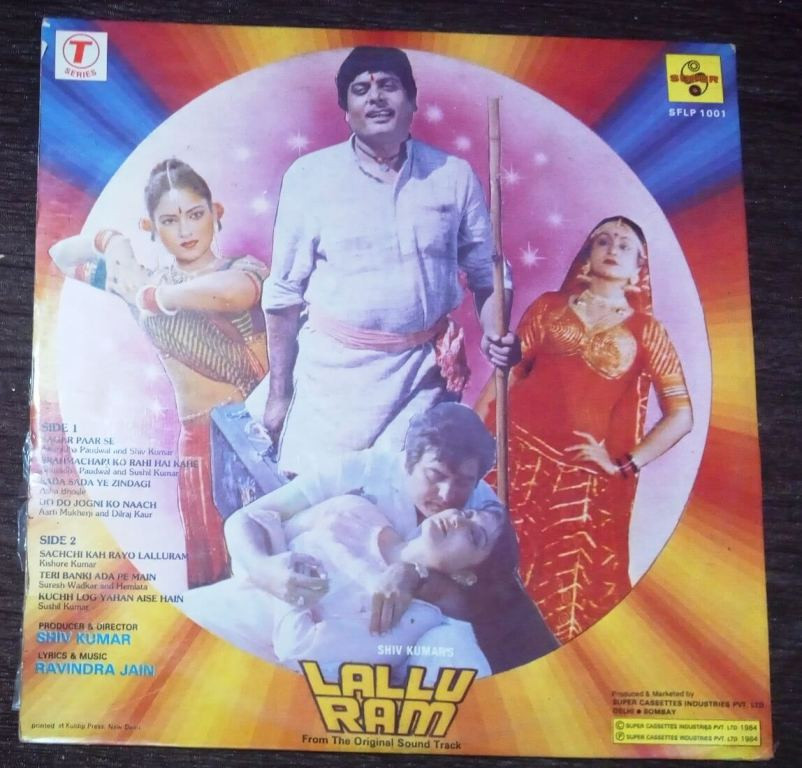 T
SERIES
SUPER
SFLP 1001
SIDE 1
SAGAR PAAR SE
Anuradha Paudwal and Shiv Kumar
BRAHMACHARI KO RAHI HAI KAHE
Paudwal and Sushil Kumar
SADA SADA YE ZINDAGI
Asha Bhosle
DO JOGNI KO NAACH
Aarti Mukherji and Dilraj Kaur
SIDE 2
SACHCHI KAH RAYO LALLURAM
Kishore Kumar
TERI BANKI ADA PE MAIN
Suresh Wadkar and Hemlata
KUCHH LOG YAHAN AISE HAIN
Sushil Kumar
PRODUCER & DIRECTOR
SHIV KUMAR
LYRICS & MUSIC
RAVINDRA JAIN
printed at Kuldip Press, New Delhi
SHIV KUMAR'S
LALLU
RAM
From The Original Sound Track
Produced & Marketed by
SUPER CASSETTES INDUSTRIES PVT. LTD
DELHI ● BOMBAY
© SUPER CASSETTES INDUSTRIES PVT. LTD 1984
Ⓟ SUPER CASSETTES INDUSTRIES PVT. LTD 1984